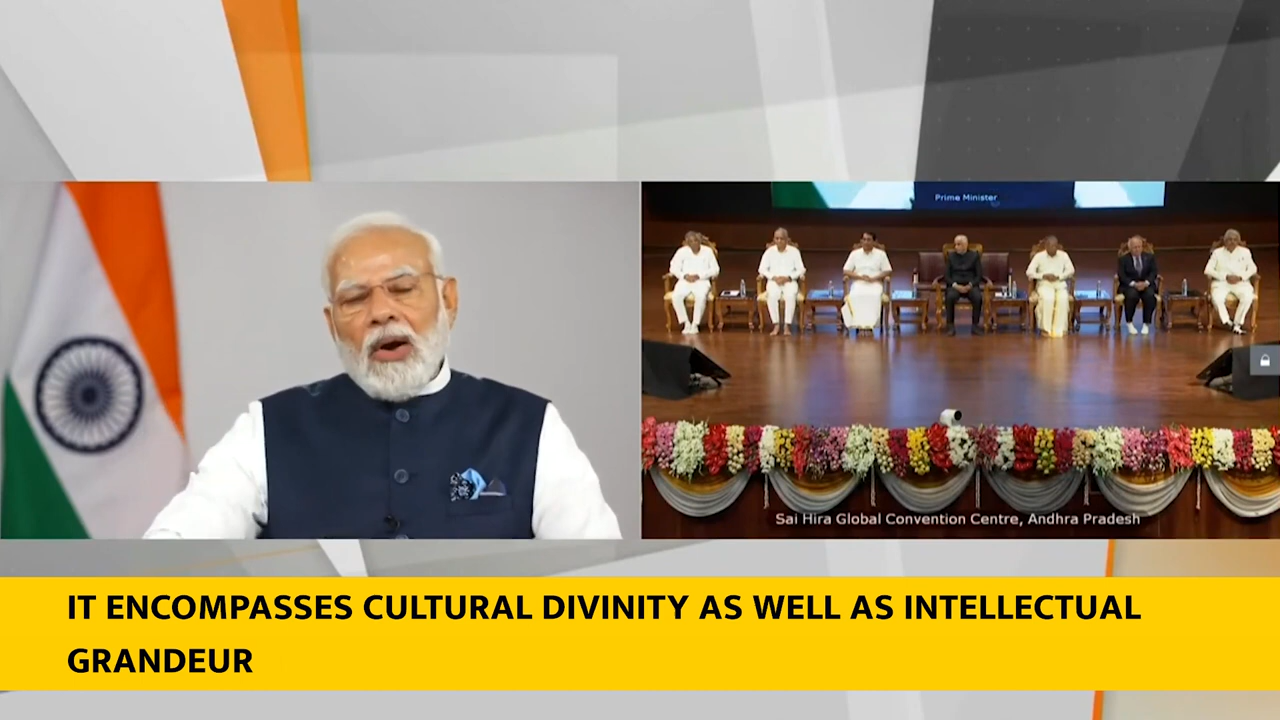 Prime Minister
Sai Hira Global Convention Centre, Andhra Pradesh
IT ENCOMPASSES CULTURAL DIVINITY AS WELL AS INTELLECTUAL
GRANDEUR